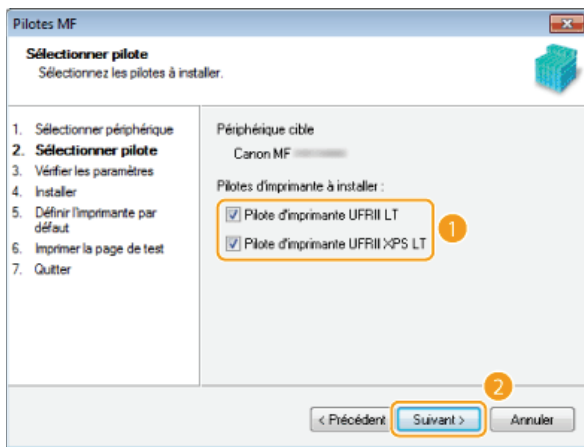 Pilotes MF
Sélectionner pilote
Sélectionnez les pilotes à installer.
1. Sélectionner périphérique
2. Sélectionner pilote
3. Vérifier les paramètres
4. Installer
5. Définir l'imprimante par
défaut
6. Imprimer la page de test
7. Quitter
Périphérique cible
Canon MF
Pilotes d'imprimante à installer :
Pilote d'imprimante UFRII LT
Pilote d'imprimante UFRII XPS LT
1
2
< Précédent
Suivant >
Annuler